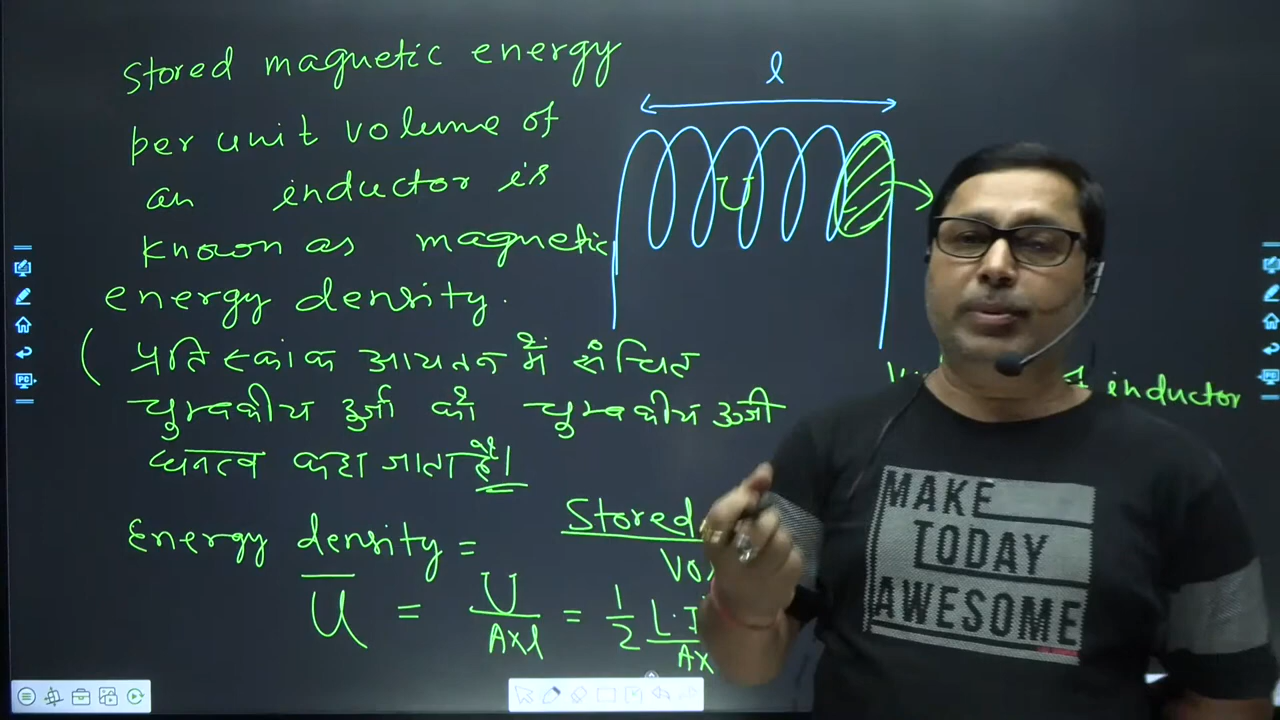 Stored magnetic energy
per unit volume of
an inductor is
known as magnetic
energy density.
( प्रति एकांक आयतन में संचित
चुम्बकीय ऊर्जा को चुम्बकीय ऊर्जा
घनत्व कहा जाता है।
Energy density = Stored
U = U / A×l = 1/2 L.I / A×
l
U
inductor
MAKE
TODAY
AWESOME